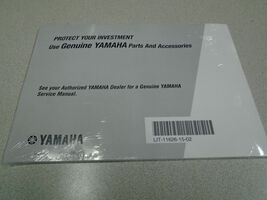 PROTECT YOUR INVESTMENT
Use Genuine YAMAHA Parts And Accessories
See your Authorized YAMAHA Dealer for a Genuine YAMAHA
Service Manual.
YAMAHA
LIT-11626-15-02